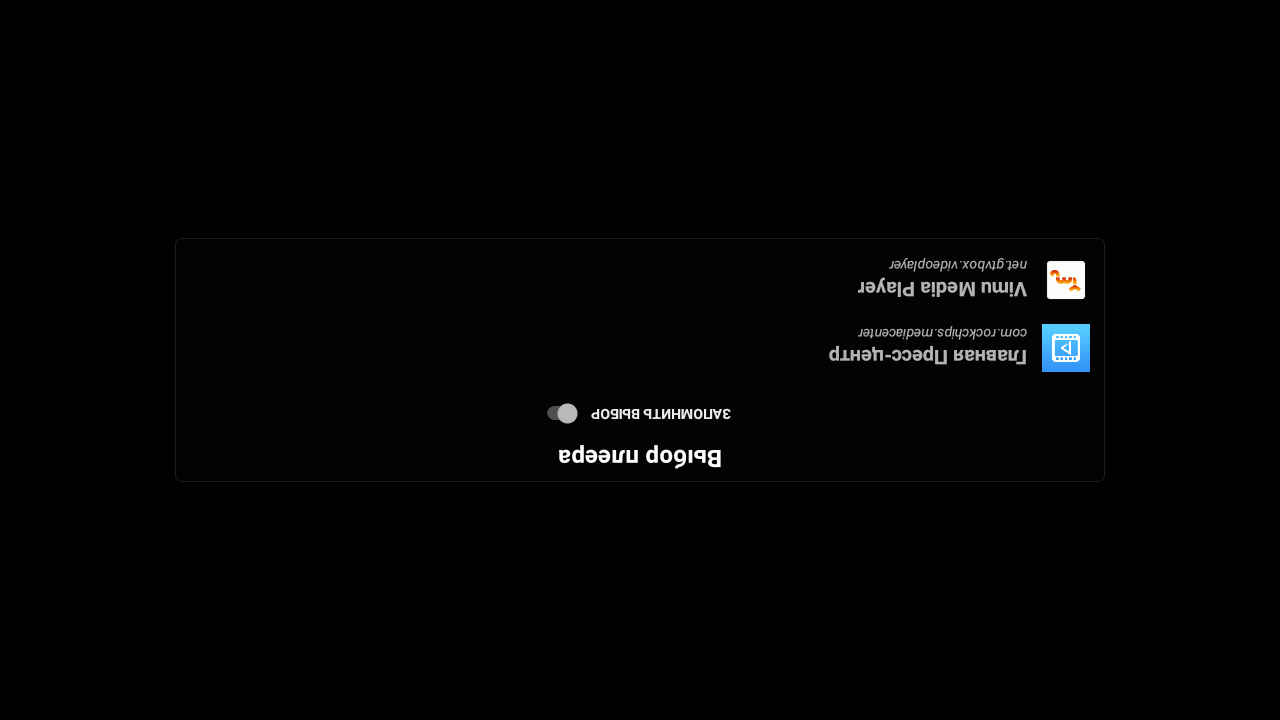 Выбор плеера
ЗАПОМНИТЬ ВЫБОР
Главная Пресс-центр
com.rockchips.mediacenter
Vimu Media Player
net.gtvbox.videoplayer